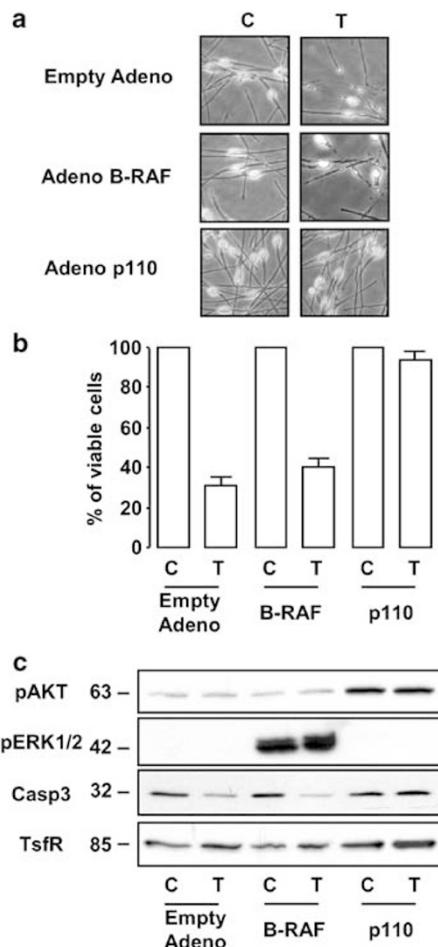 a
C T
Empty Adeno
Adeno B-RAF
Adeno p110
b
% of viable cells
100
80
60
40
20
0
C T C T C T
Empty Adeno B-RAF p110
c
pAKT 63 –
pERK1/2 42 –
Casp3 32 –
TsfR 85 –
C T C T C T
Empty Adeno B-RAF p110